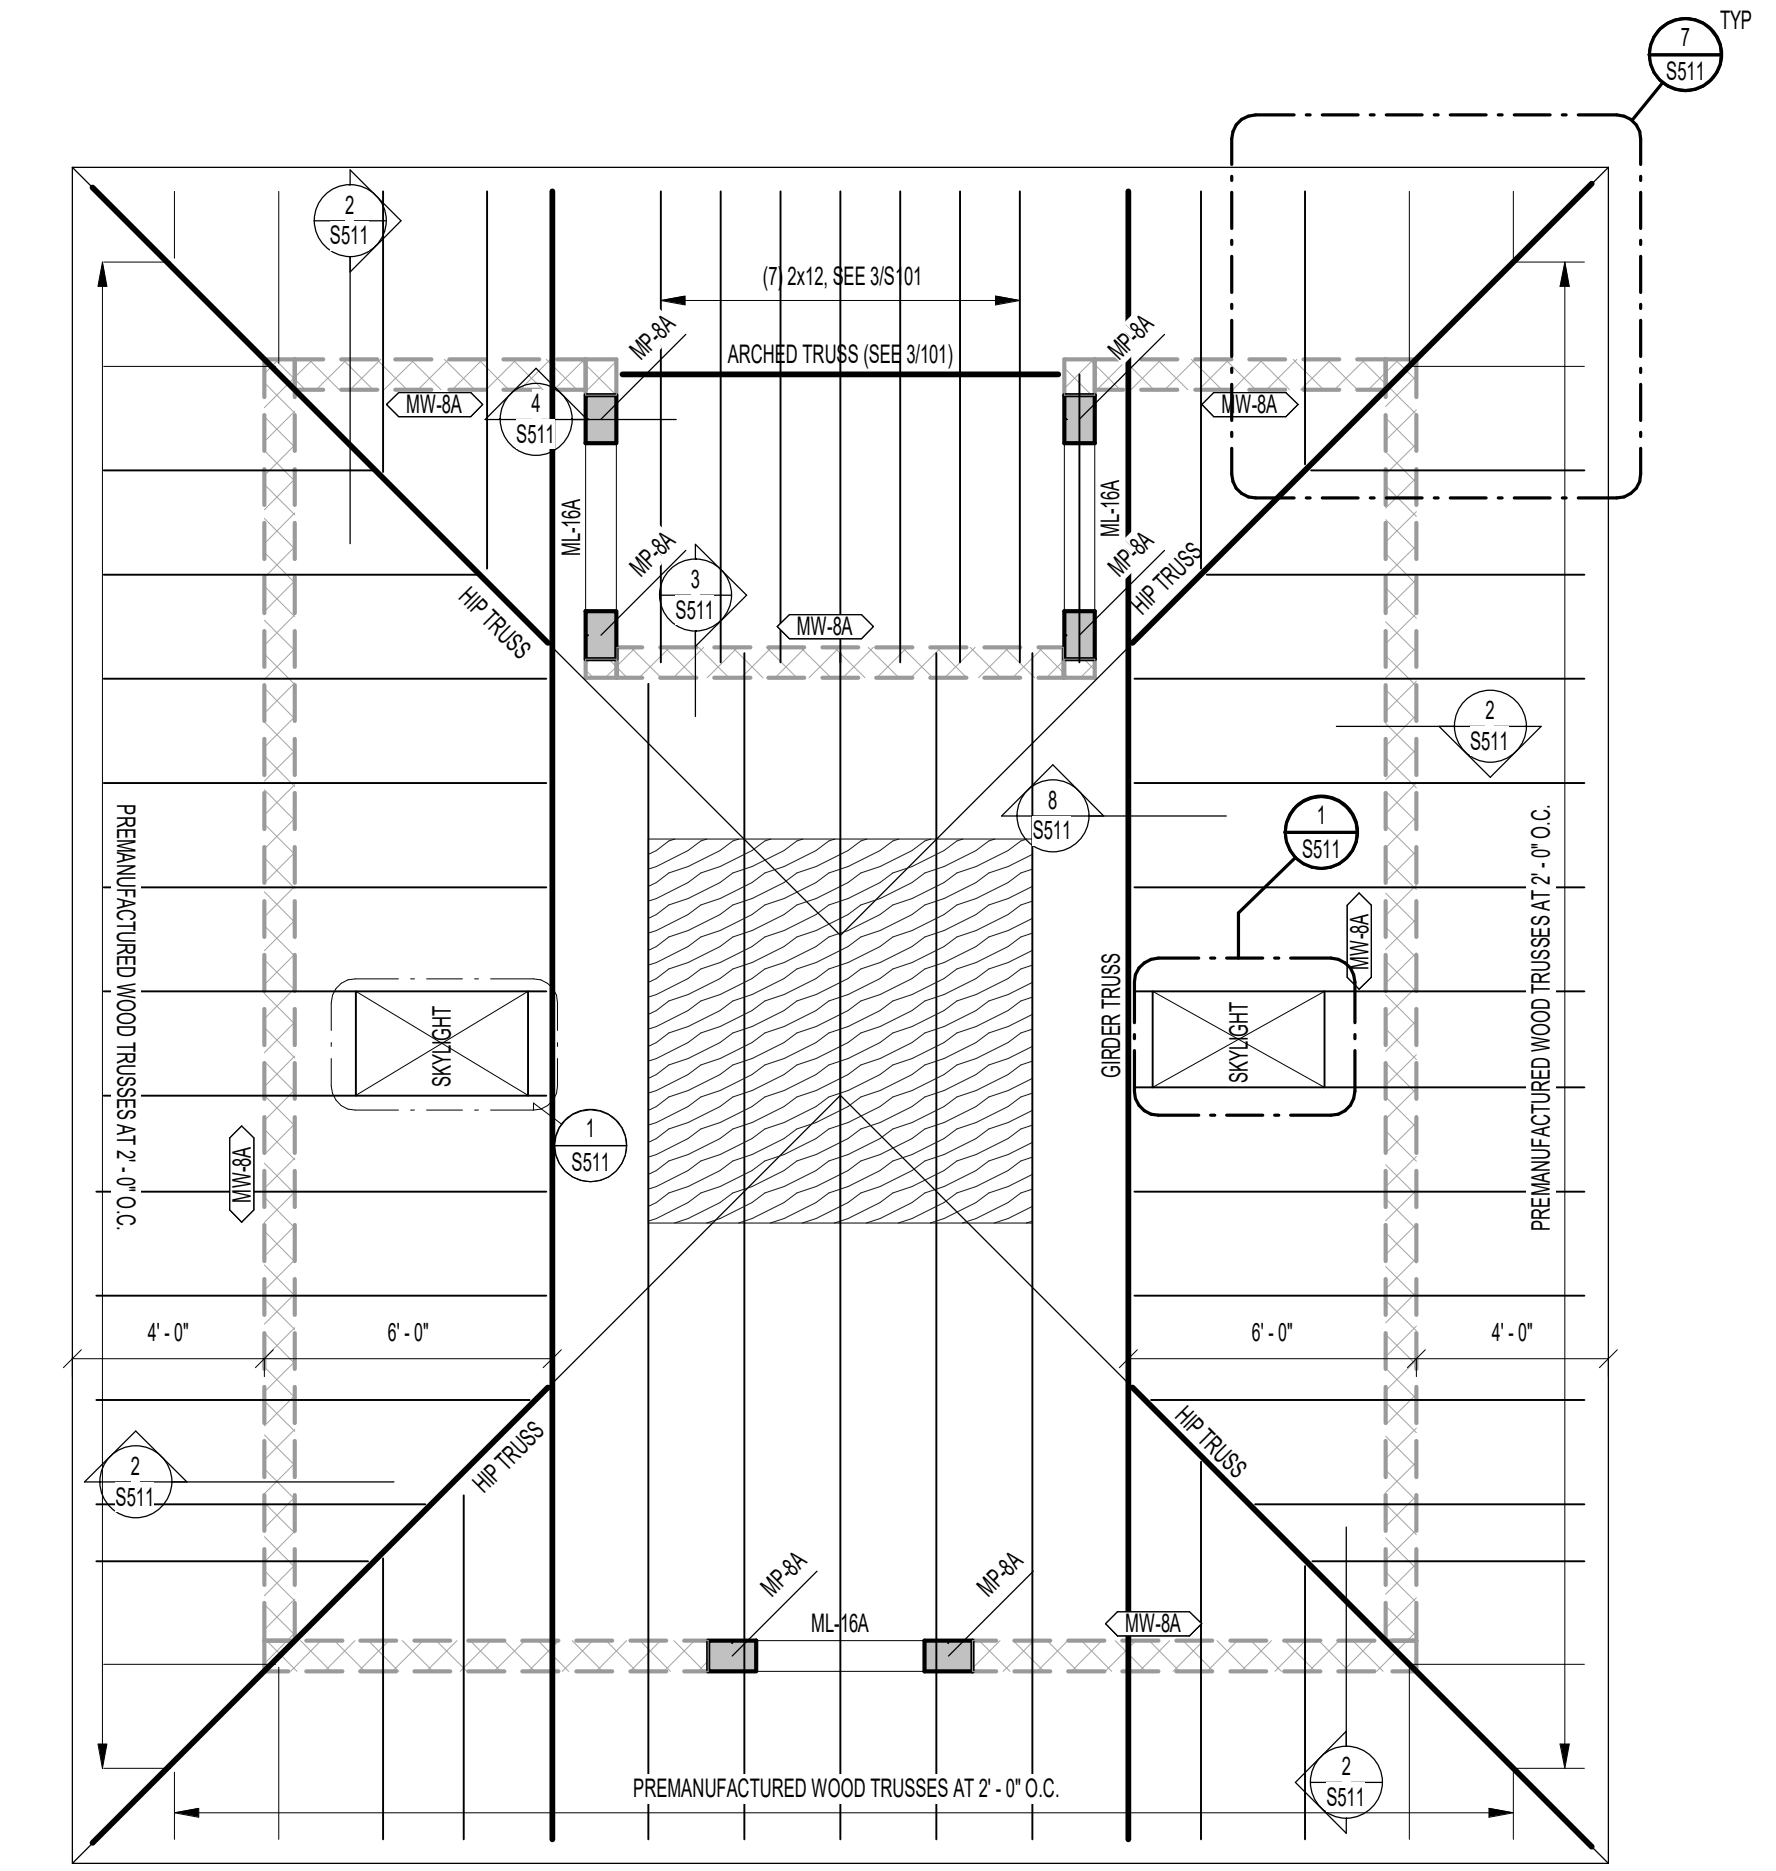 7
S511
TYP
2
S511
(7) 2x12, SEE 3/S101
MP-8A
MP-8A
ARCHED TRUSS (SEE 3/101)
MW-8A
4
S511
MW-8A
ML-16A
ML-16A
MP-8A
MP-8A
3
S511
HIP TRUSS
HIP TRUSS
MW-8A
2
S511
8
S511
1
S511
PREMANUFACTURED WOOD TRUSSES AT 2' - 0" O.C.
PREMANUFACTURED WOOD TRUSSES AT 2' - 0" O.C.
MW-8A
GIRDER TRUSS
SKYLIGHT
SKYLIGHT
1
S511
MW-8A
4' - 0"
6' - 0"
6' - 0"
4' - 0"
HIP TRUSS
HIP TRUSS
2
S511
MP-8A
MP-8A
ML-16A
MW-8A
PREMANUFACTURED WOOD TRUSSES AT 2' - 0" O.C.
2
S511